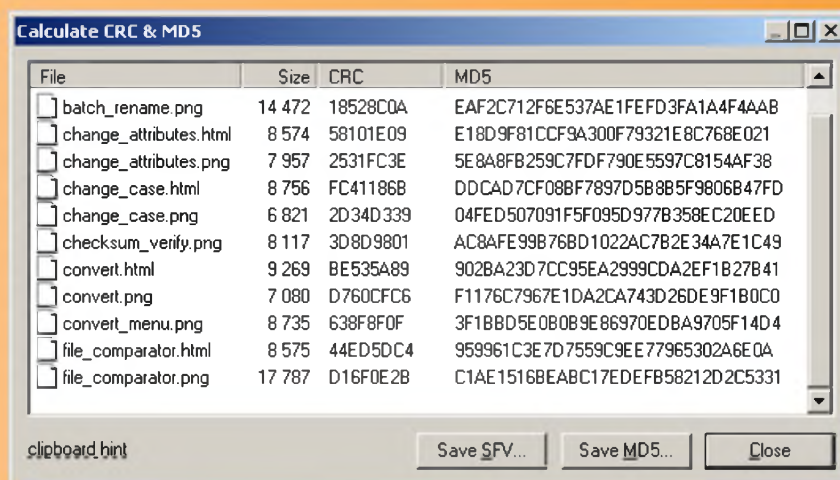 Calculate CRC & MD5
File Size CRC MD5
batch_rename.png 14 472 18528C0A EAF2C712F6E537AE1FEFD3FA1A4F4AAB
change_attributes.html 8 574 58101E09 E18D9F81CCF9A300F79321E8C768E021
change_attributes.png 7 957 2531FC3E 5E8A8FB259C7FDF790E5597C8154AF38
change_case.html 8 756 FC41186B DDCAD7CF08BF7897D5B8B5F9806B47FD
change_case.png 6 821 2D34D339 04FED507091F5F095D977B358EC20EED
checksum_verify.png 8 117 3D8D9801 AC8AFE99B76BD1022AC7B2E34A7E1C49
convert.html 9 269 BE535A89 902BA23D7CC95EA2999CDA2EF1B27B41
convert.png 7 080 D760CFC6 F1176C7967E1DA2CA743D26DE9F1B0C0
convert_menu.png 8 735 638F8F0F 3F1BBD5E0B0B9E86970EDBA9705F14D4
file_comparator.html 8 575 44ED5DC4 959961C3E7D7559C9EE77965302A6E0A
file_comparator.png 17 787 D16F0E2B C1AE1516BEABC17EDEFB58212D2C5331
clipboard hint Save SFV... Save MD5... Close